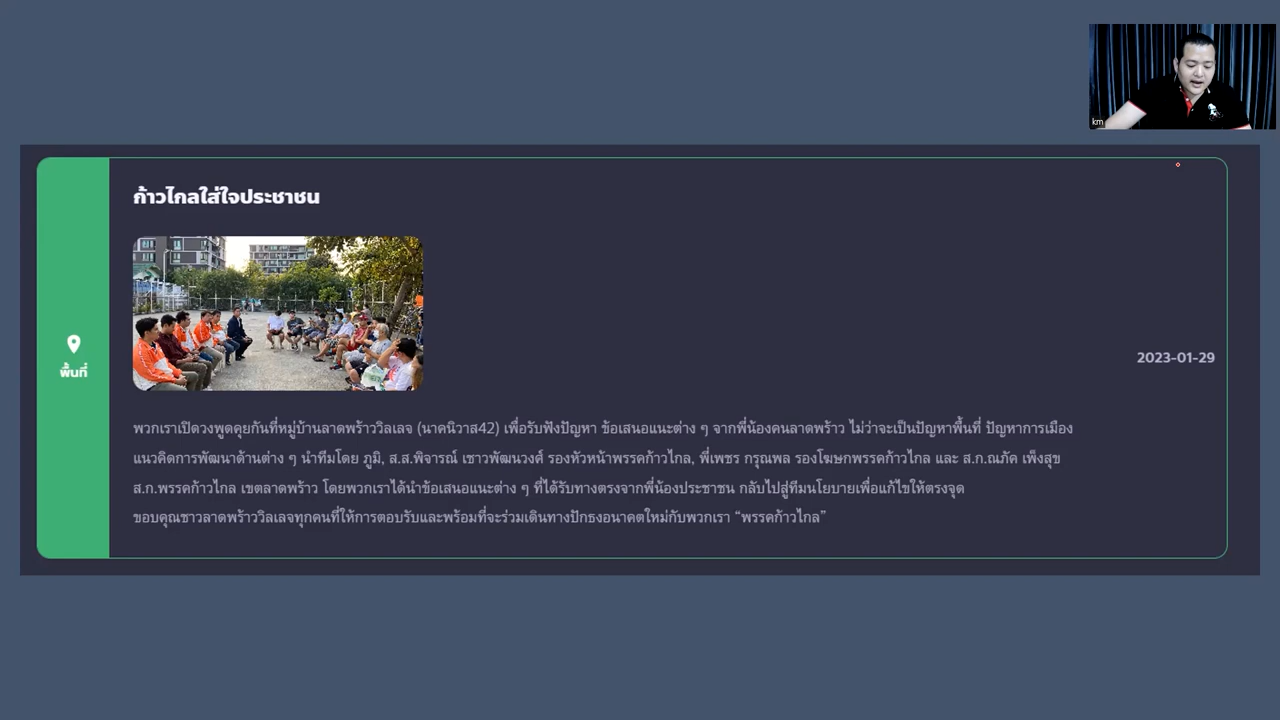 km
ก้าวไกลใส่ใจประชาชน
พื้นที่
2023-01-29
พวกเราเปิดวงพูดคุยกันที่หมู่บ้านลาดพร้าววิลเลจ (นาคนิวาส42) เพื่อรับฟังปัญหา ข้อเสนอแนะต่าง ๆ จากพี่น้องคนลาดพร้าว ไม่ว่าจะเป็นปัญหาพื้นที่ ปัญหาการเมือง
แนวคิดการพัฒนาด้านต่าง ๆ นำทีมโดย ภูมิ, ส.ส.พิจารณ์ เชาวพัฒนวงศ์ รองหัวหน้าพรรคก้าวไกล, พี่เพชร กรุณพล รองโฆษกพรรคก้าวไกล และ ส.ก.ณภัค เพ็งสุข
ส.ก.พรรคก้าวไกล เขตลาดพร้าว โดยพวกเราได้นำข้อเสนอแนะต่าง ๆ ที่ได้รับทางตรงจากพี่น้องประชาชน กลับไปสู่ทีมนโยบายเพื่อแก้ไขให้ตรงจุด
ขอบคุณชาวลาดพร้าววิลเลจทุกคนที่ให้การตอบรับและพร้อมที่จะร่วมเดินทางปักธงอนาคตใหม่กับพวกเรา “พรรคก้าวไกล”